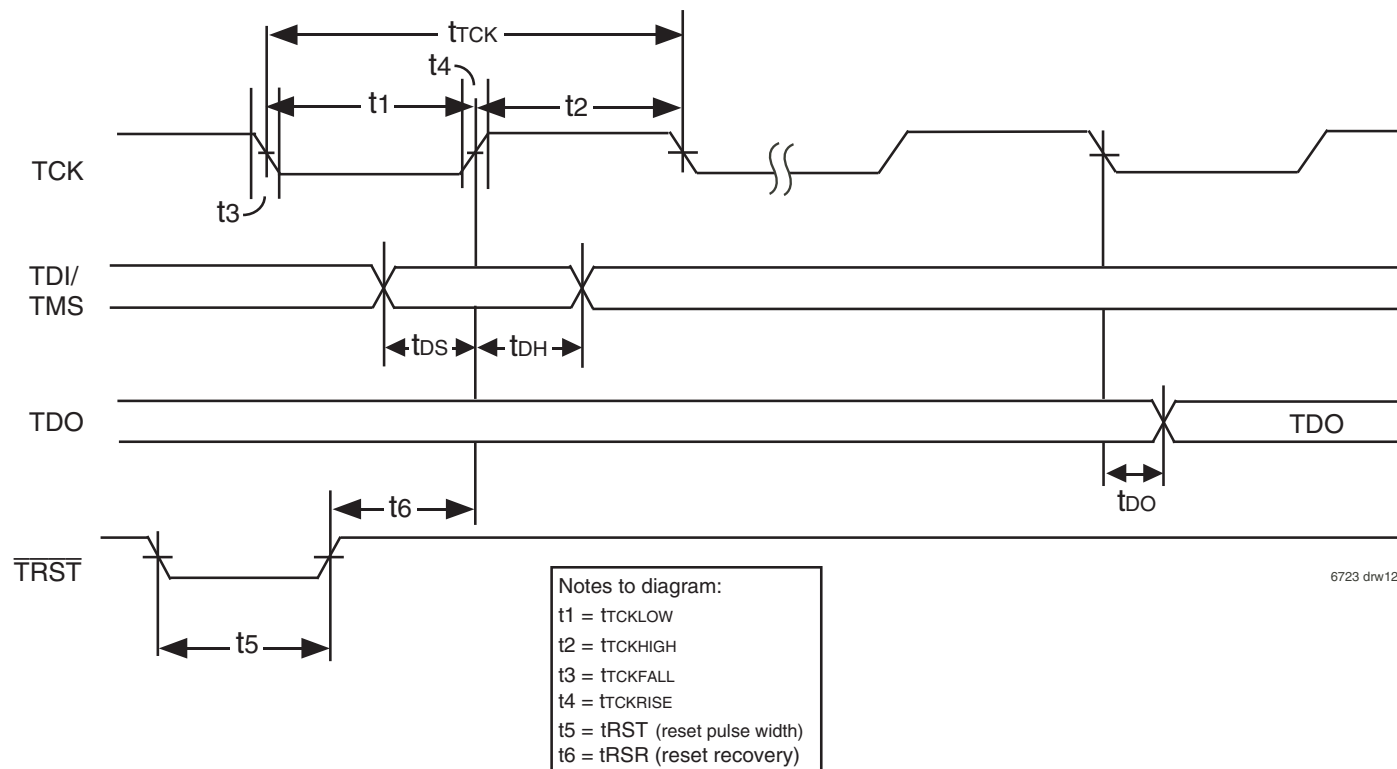 tTCK
t4
t1
t2
TCK
t3
TDI/
TMS
tDS
tDH
TDO
TDO
tDO
t6
TRST
6723 drw12
t5
Notes to diagram:
t1 = tTCKLOW
t2 = tTCKHIGH
t3 = tTCKFALL
t4 = tTCKRISE
t5 = tRST (reset pulse width)
t6 = tRSR (reset recovery)